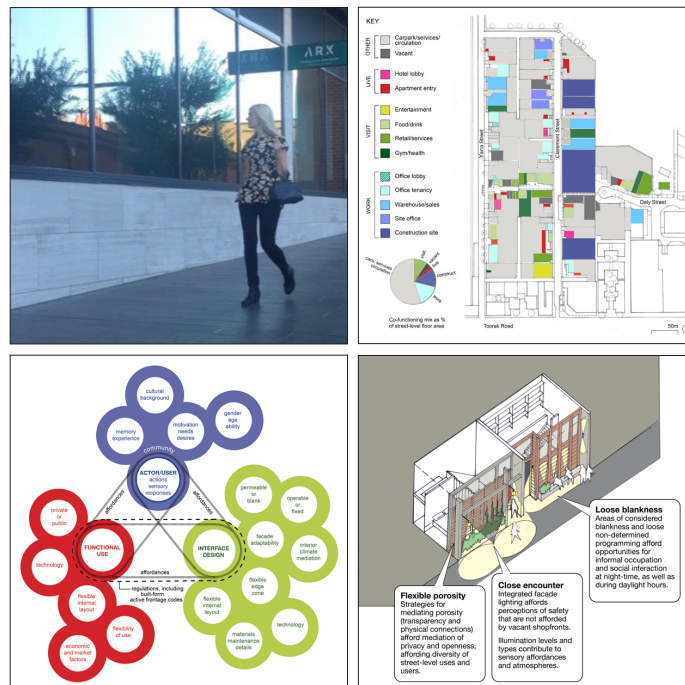 ARX
KEY
OTHER
Carpark/services/
circulation
Vacant
LIVE
Hotel lobby
Apartment entry
VISIT
Entertainment
Food/drink
Retail/services
Gym/health
WORK
Office lobby
Office tenancy
Warehouse/sales
Site office
Construction site
cars, services
circulation
visit
vacant
live
construct
work
Co-functioning mix as %
of street-level floor area
Yarra Street
Claremont Street
Daly Street
Toorak Road
50m
cultural
background
memory
experience
motivation
needs
desires
gender
age
ability
community
ACTOR/USER
actions
sensory
responses
affordances
affordances
private
or
public
technology
FUNCTIONAL
USE
flexible
internal
layout
flexibility
of use
economic
and market
factors
affordances
regulations, including
built-form
active frontage codes
permeable
or
blank
operable
or
fixed
facade
adaptability
interior
climate
mediation
INTERFACE
DESIGN
flexible
edge
zone
flexible
internal
layout
technology
materials
maintenance
details
Loose blankness
Areas of considered
blankness and loose
non-determined
programming afford
opportunities for
informal occupation
and social interaction
at night-time, as well as
during daylight hours.
Flexible porosity
Strategies for
mediating porosity
(transparency and
physical connections)
afford mediation of
privacy and openness,
affording diversity of
street-level uses and
users.
Close encounter
Integrated facade
lighting affords
perceptions of safety
that are not afforded
by vacant shopfronts.
Illumination levels and
types contribute to
sensory affordances
and atmospheres.